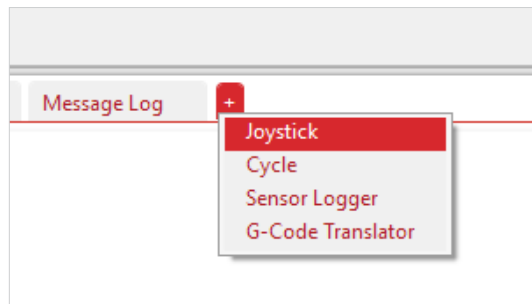 Message Log +
Joystick
Cycle
Sensor Logger
G-Code Translator